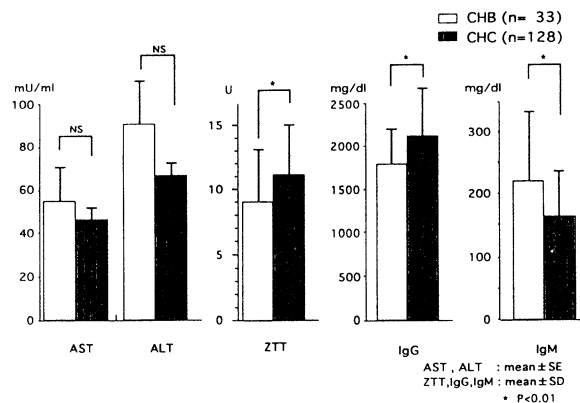 CHB (n= 33)
CHC (n=128)
mU/ml
100
80
60
40
20
0
NS
NS
AST
ALT
U
15
10
5
0
*
ZTT
mg/dl
2500
2000
1500
1000
500
0
*
IgG
mg/dl
300
200
100
0
*
IgM
AST , ALT : mean±SE
ZTT,IgG,IgM : mean±SD
* P<0.01